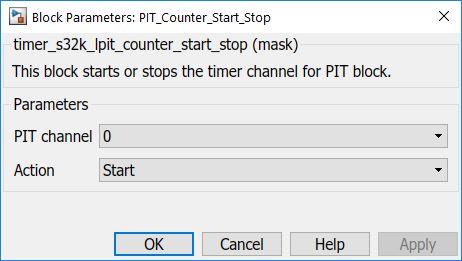 Block Parameters: PIT_Counter_Start_Stop
timer_s32k_lpit_counter_start_stop (mask)
This block starts or stops the timer channel for PIT block.
Parameters
PIT channel 0
Action Start
OK Cancel Help Apply